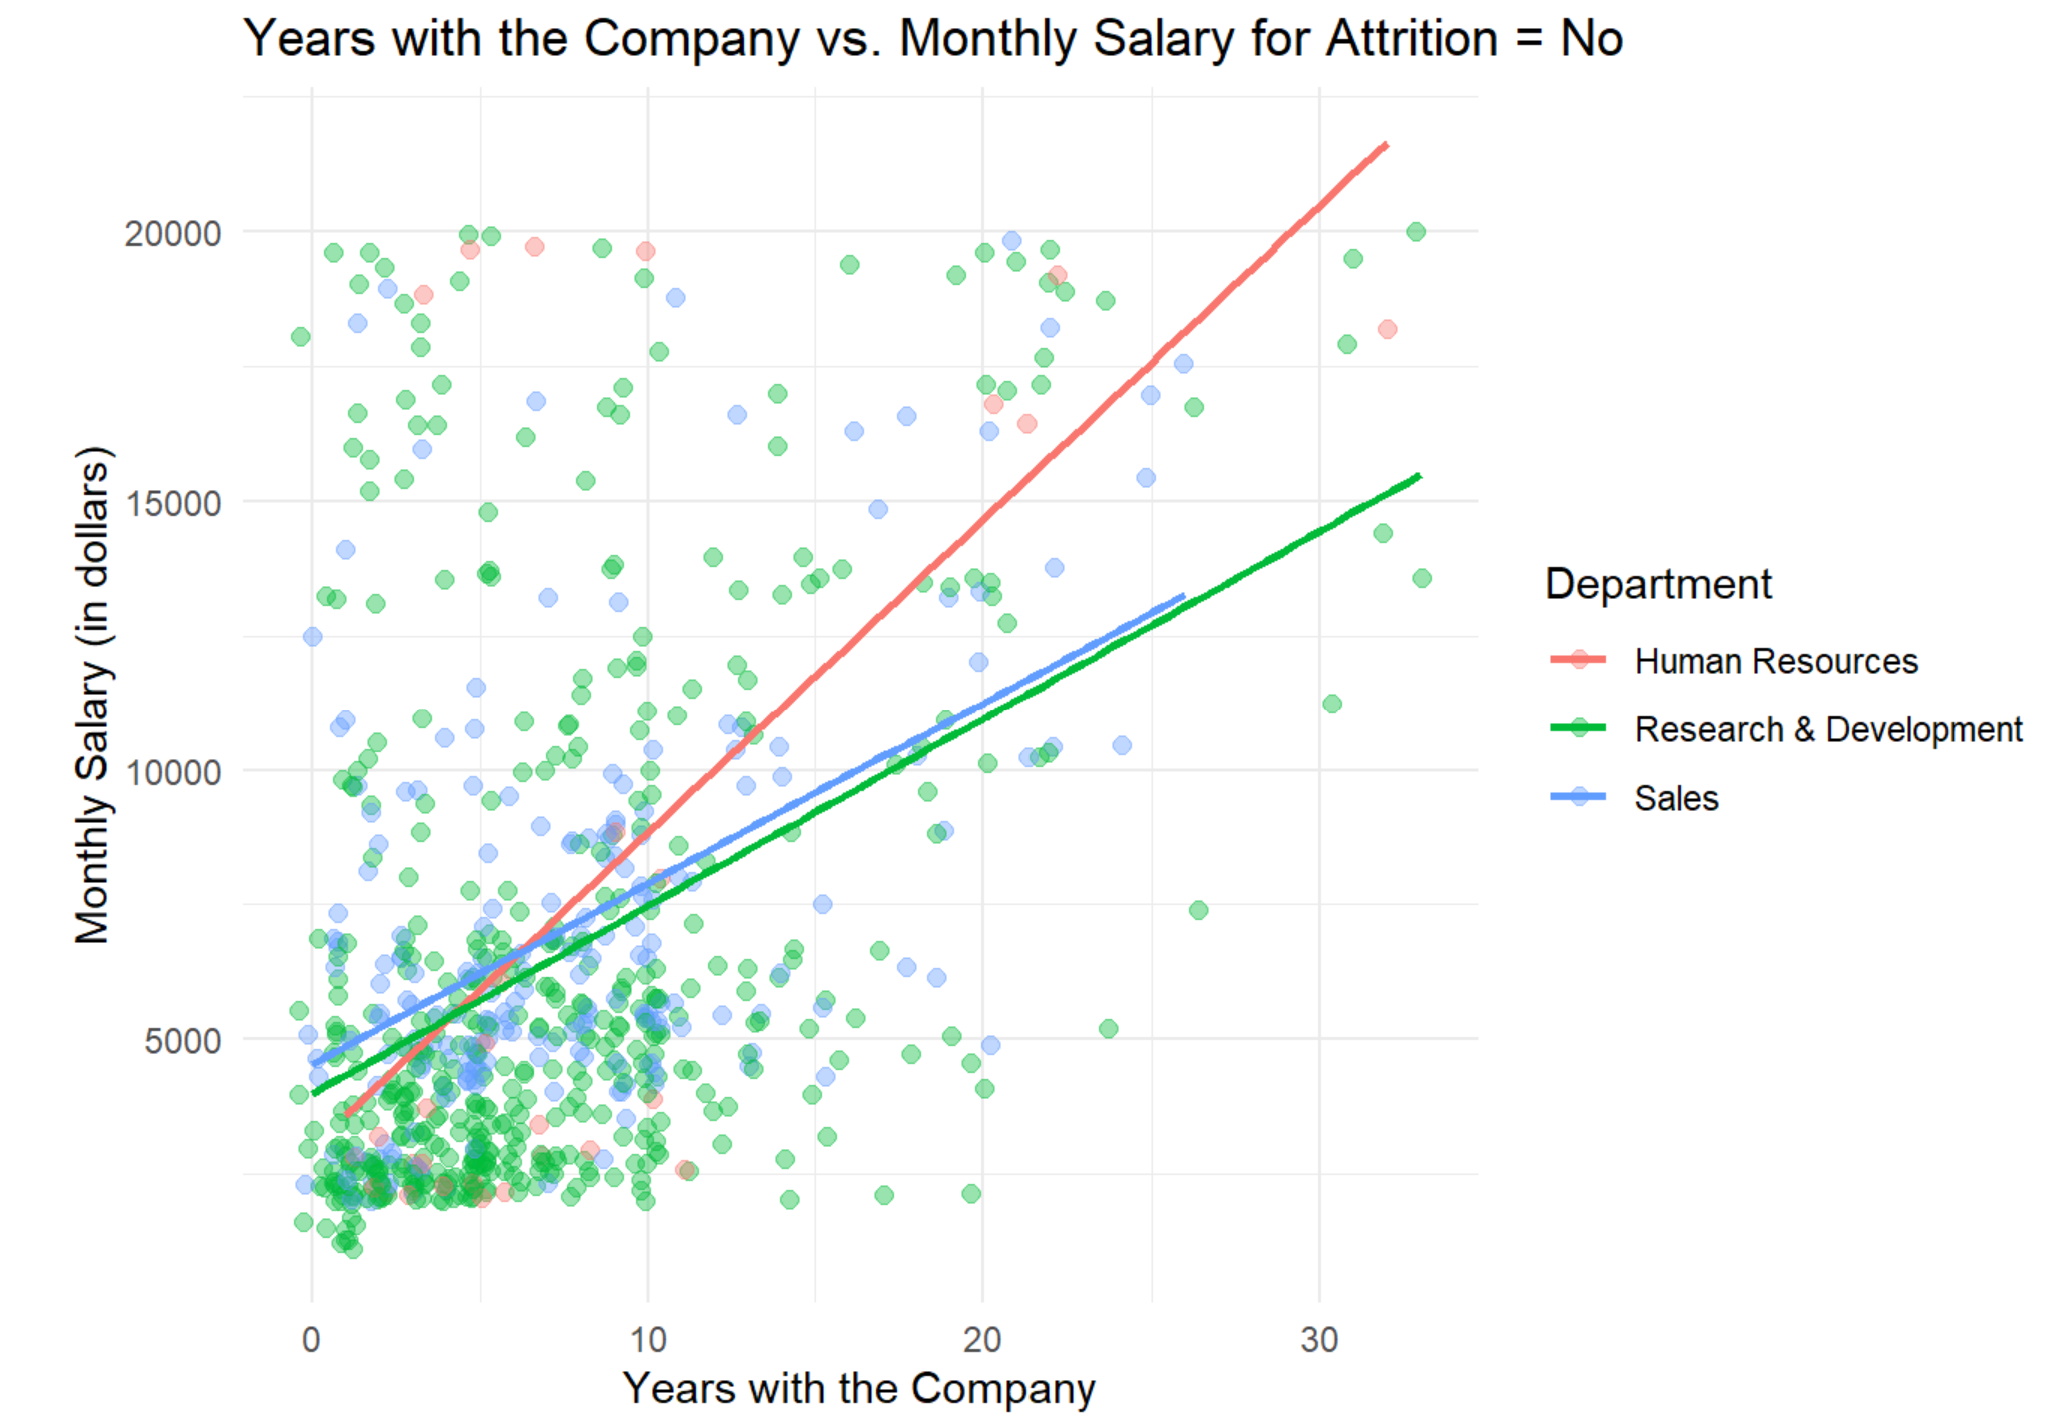 Years with the Company vs. Monthly Salary for Attrition = No
20000
15000
10000
5000
Monthly Salary (in dollars)
0 10 20 30
Years with the Company
Department
Human Resources
Research & Development
Sales